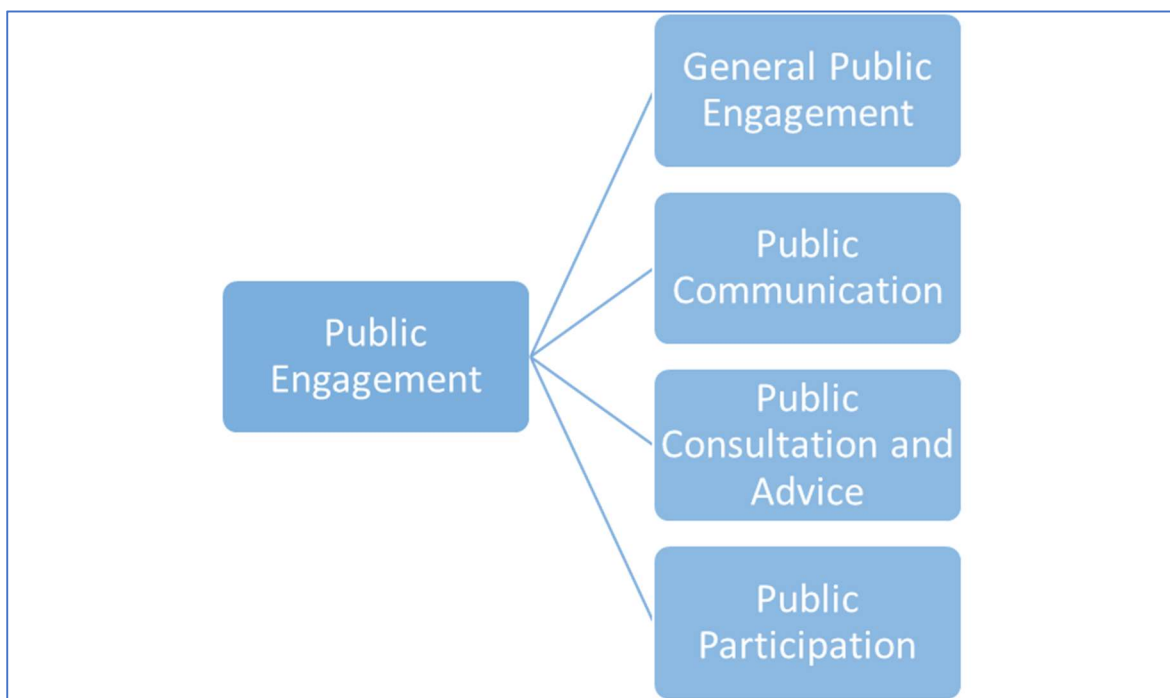 Public
Engagement
General Public
Engagement
Public
Communication
Public
Consultation and
Advice
Public
Participation